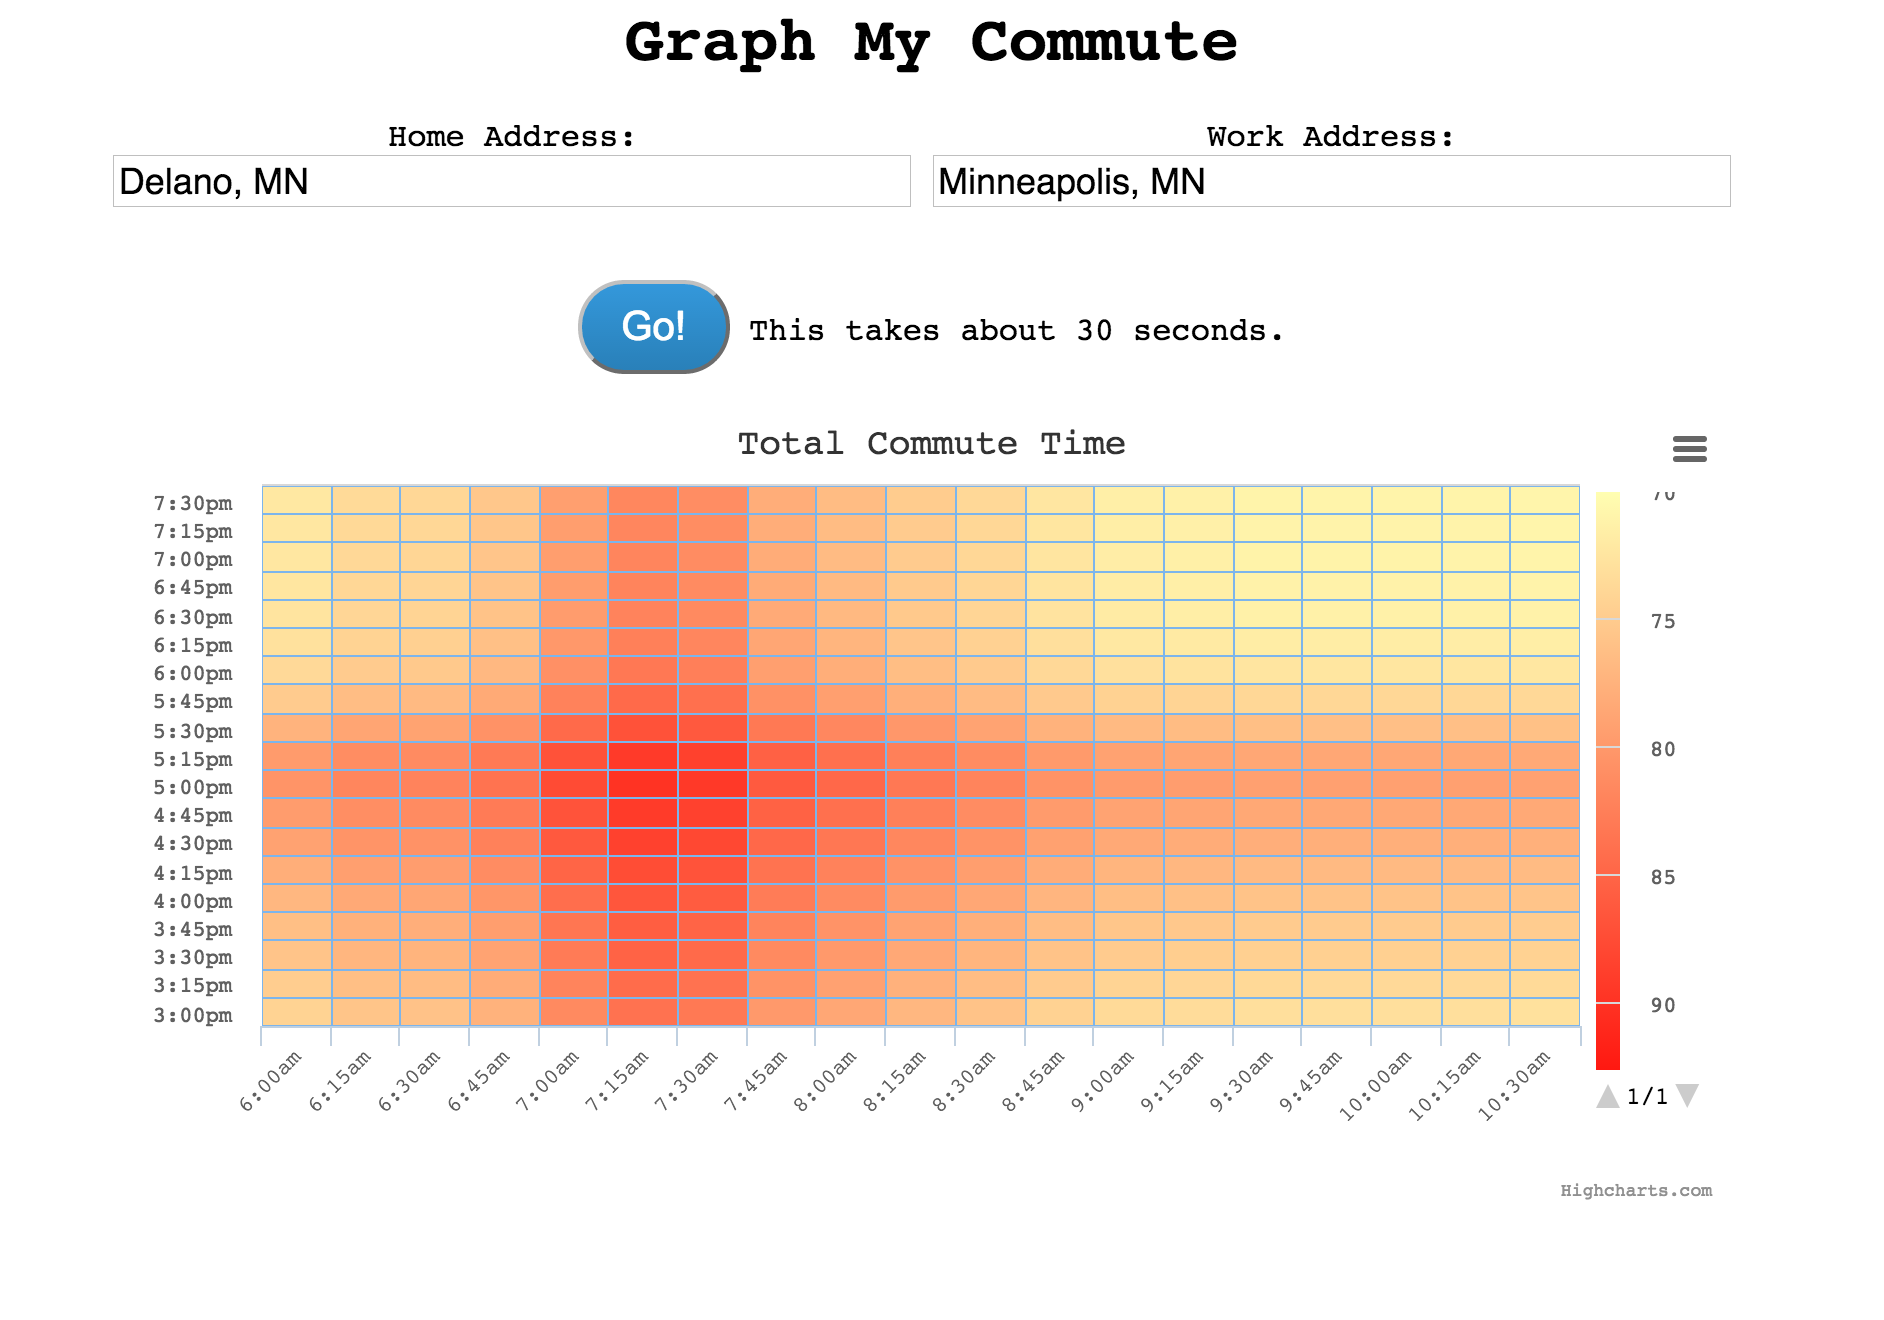 Graph My Commute
Home Address:
Work Address:
Delano, MN
Minneapolis, MN
Go!
This takes about 30 seconds.
Total Commute Time
7:30pm
7:15pm
7:00pm
6:45pm
6:30pm
6:15pm
6:00pm
5:45pm
5:30pm
5:15pm
5:00pm
4:45pm
4:30pm
4:15pm
4:00pm
3:45pm
3:30pm
3:15pm
3:00pm
6:00am
6:15am
6:30am
6:45am
7:00am
7:15am
7:30am
7:45am
8:00am
8:15am
8:30am
8:45am
9:00am
9:15am
9:30am
9:45am
10:00am
10:15am
10:30am
70
75
80
85
90
1/1
Highcharts.com